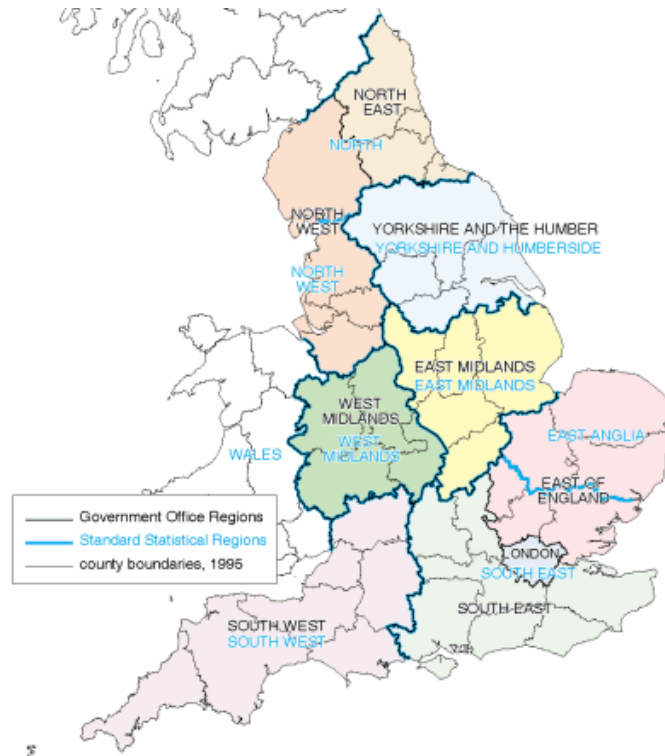 NORTH
EAST
NORTH
NORTH
WEST
YORKSHIRE AND THE HUMBER
YORKSHIRE AND HUMBERSIDE
NORTH
WEST
EAST MIDLANDS
EAST MIDLANDS
WEST
MIDLANDS
WEST
MIDLANDS
WALES
EAST ANGLIA
EAST OF
ENGLAND
Government Office Regions
Standard Statistical Regions
county boundaries, 1995
LONDON
SOUTH EAST
SOUTH EAST
SOUTH WEST
SOUTH WEST